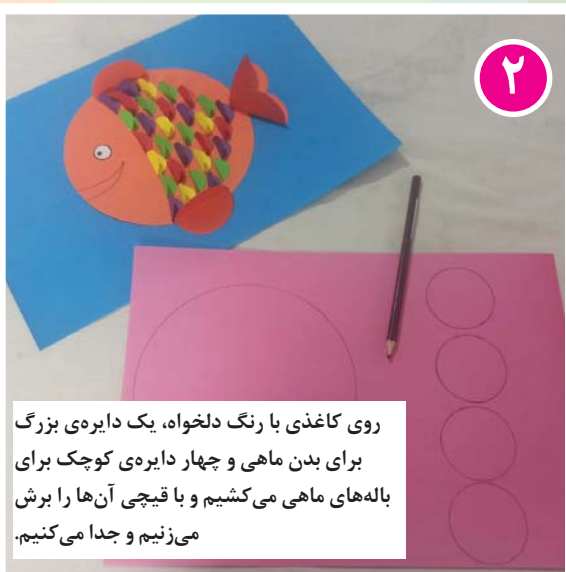 ۲
روی کاغذی با رنگ دلخواه، یک دایره‌ی بزرگ
برای بدن ماهی و چهار دایره‌ی کوچک برای
باله‌های ماهی می‌کشیم و با قیچی آن‌ها را برش
می‌زنیم و جدا می‌کنیم.